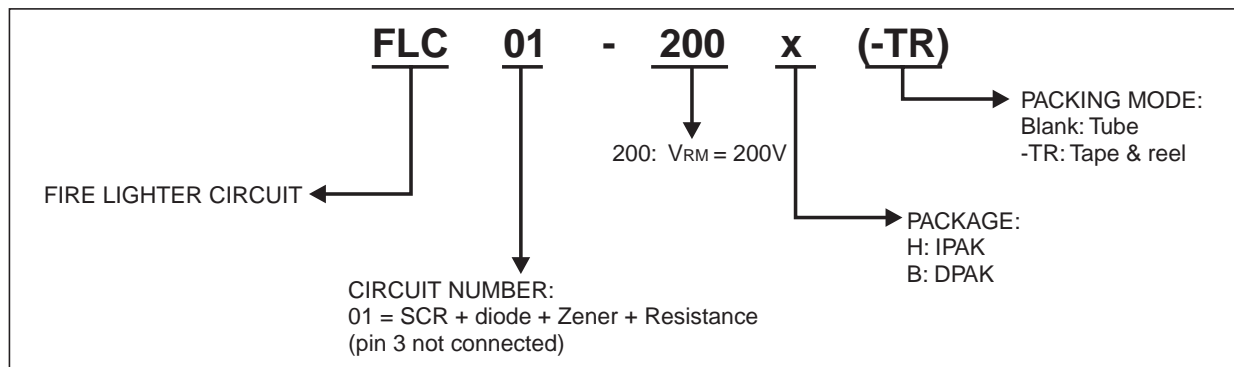 FLC 01 - 200 x (-TR)
PACKING MODE:
Blank: Tube
-TR: Tape & reel
200: VRM = 200V
FIRE LIGHTER CIRCUIT
PACKAGE:
H: IPAK
B: DPAK
CIRCUIT NUMBER:
01 = SCR + diode + Zener + Resistance
(pin 3 not connected)